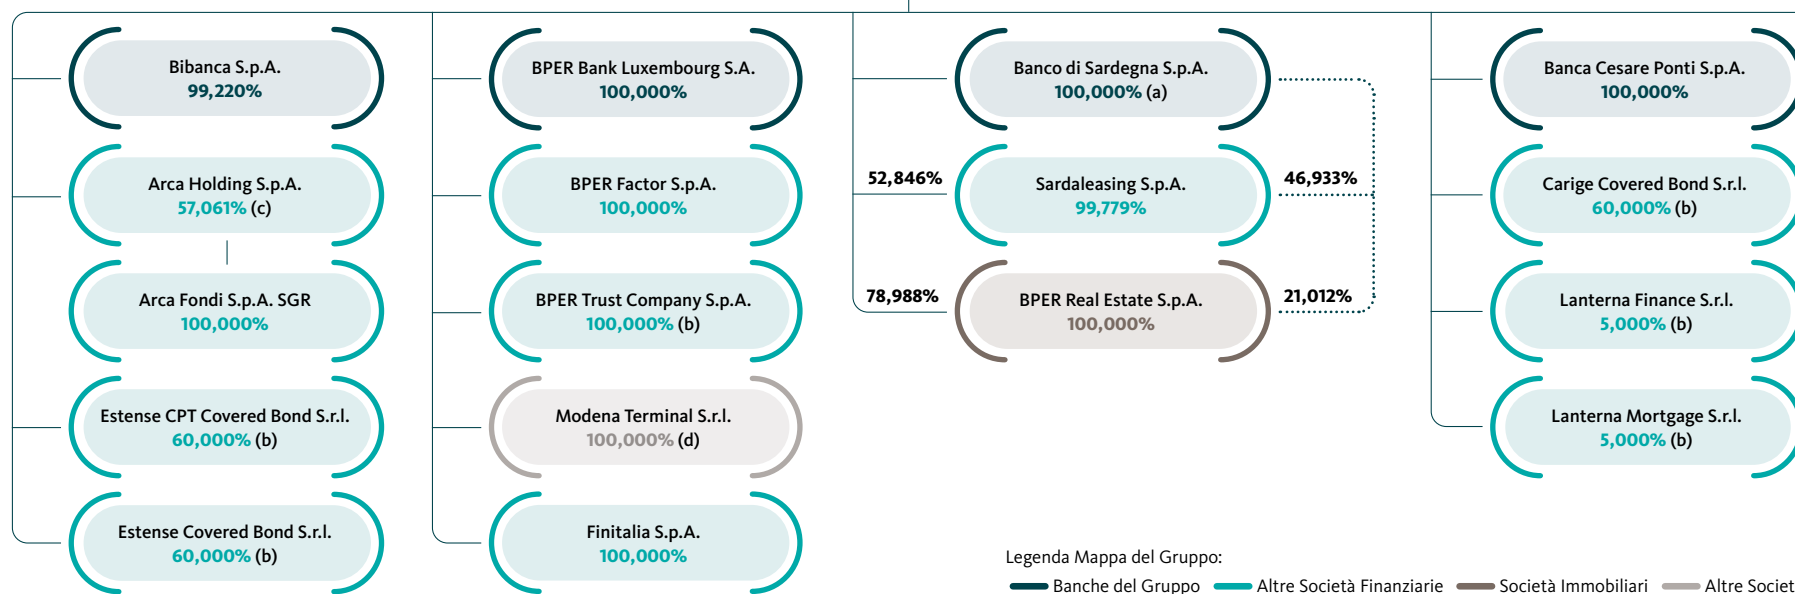 Bibanca S.p.A.
99,220%
Arca Holding S.p.A.
57,061% (c)
Arca Fondi S.p.A. SGR
100,000%
Estense CPT Covered Bond S.r.l.
60,000% (b)
Estense Covered Bond S.r.l.
60,000% (b)
BPER Bank Luxembourg S.A.
100,000%
BPER Factor S.p.A.
100,000%
BPER Trust Company S.p.A.
100,000% (b)
Modena Terminal S.r.l.
100,000% (d)
Finitalia S.p.A.
100,000%
Banco di Sardegna S.p.A.
100,000% (a)
52,846%
Sardaleasing S.p.A.
99,779%
46,933%
78,988%
BPER Real Estate S.p.A.
100,000%
21,012%
Banca Cesare Ponti S.p.A.
100,000%
Carige Covered Bond S.r.l.
60,000% (b)
Lanterna Finance S.r.l.
5,000% (b)
Lanterna Mortgage S.r.l.
5,000% (b)
Legenda Mappa del Gruppo:
Banche del Gruppo Altre Società Finanziarie Società Immobiliari Altre Societ